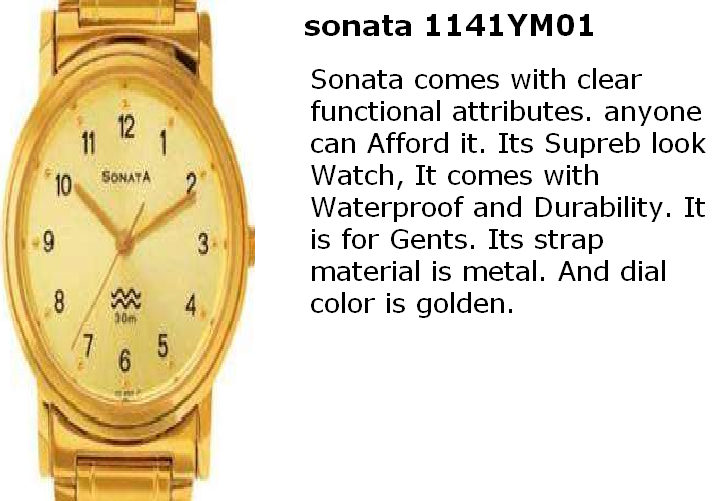 sonata 1141YM01
Sonata comes with clear
functional attributes. anyone
can Afford it. Its Supreb look
Watch, It comes with
Waterproof and Durability. It
is for Gents. Its strap
material is metal. And dial
color is golden.
12
11 1
SONATA
10 2
9 3
8 4
30m
7 5
6